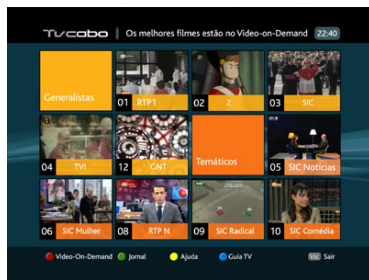 TVcabo
Os melhores filmes estão no Video-on-Demand
22:40
Generalistas
01 RTP1
02 2:
03 SIC
04 TVI
12 CNT
Temáticos
05 SIC Notícias
06 SIC Mulher
08 RTP N
09 SIC Radical
10 SIC Comédia
Video-On-Demand
Jornal
Ajuda
Guia TV
ESC Sair